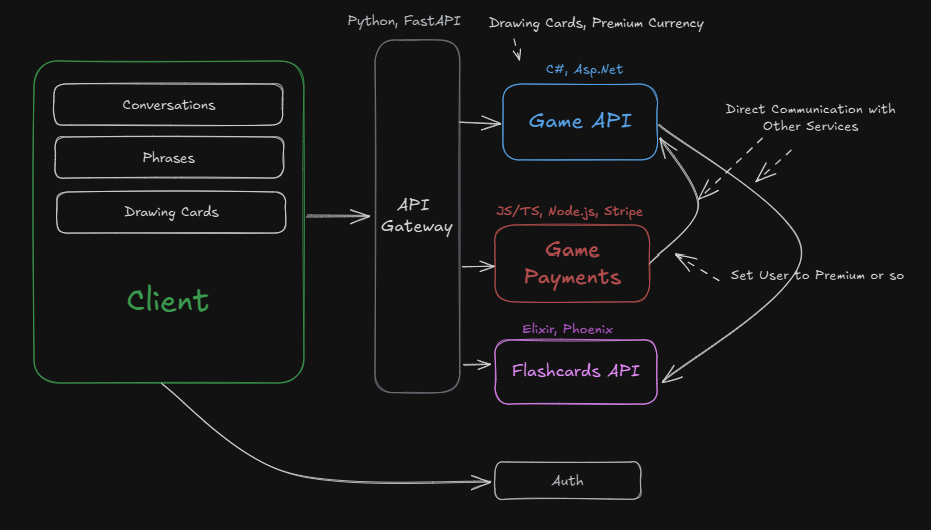 Python, FastAPI
Drawing Cards, Premium Currency
C#, Asp.Net
Conversations
Phrases
Drawing Cards
Client
API
Gateway
Game API
Direct Communication with
Other Services
JS/TS, Node.js, Stripe
Game
Payments
Set User to Premium or so
Elixir, Phoenix
Flashcards API
Auth